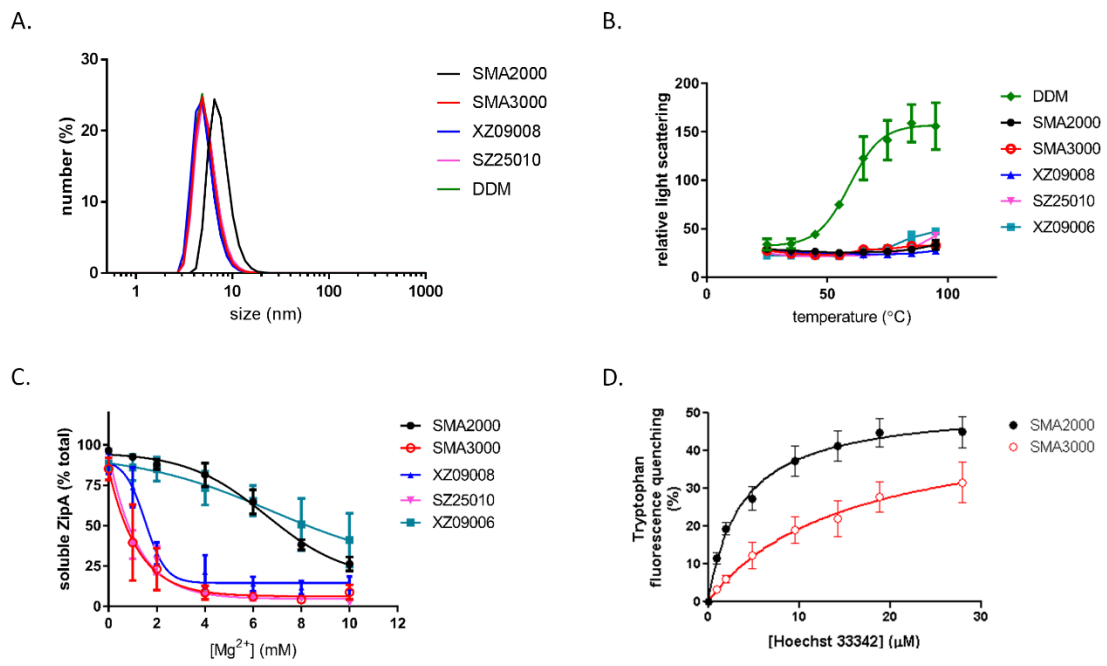 A.
30
20
10
0
number (%)
1
10
100
1000
size (nm)
SMA2000
SMA3000
XZ09008
SZ25010
DDM
B.
200
150
100
50
0
relative light scattering
0
50
100
temperature (°C)
DDM
SMA2000
SMA3000
XZ09008
SZ25010
XZ09006
C.
100
75
50
25
0
soluble ZipA (% total)
0
2
4
6
8
10
12
[Mg²⁺] (mM)
SMA2000
SMA3000
XZ09008
SZ25010
XZ09006
D.
50
40
30
20
10
0
Tryptophan
fluorescence quenching
(%)
0
10
20
30
[Hoechst 33342] (μM)
SMA2000
SMA3000